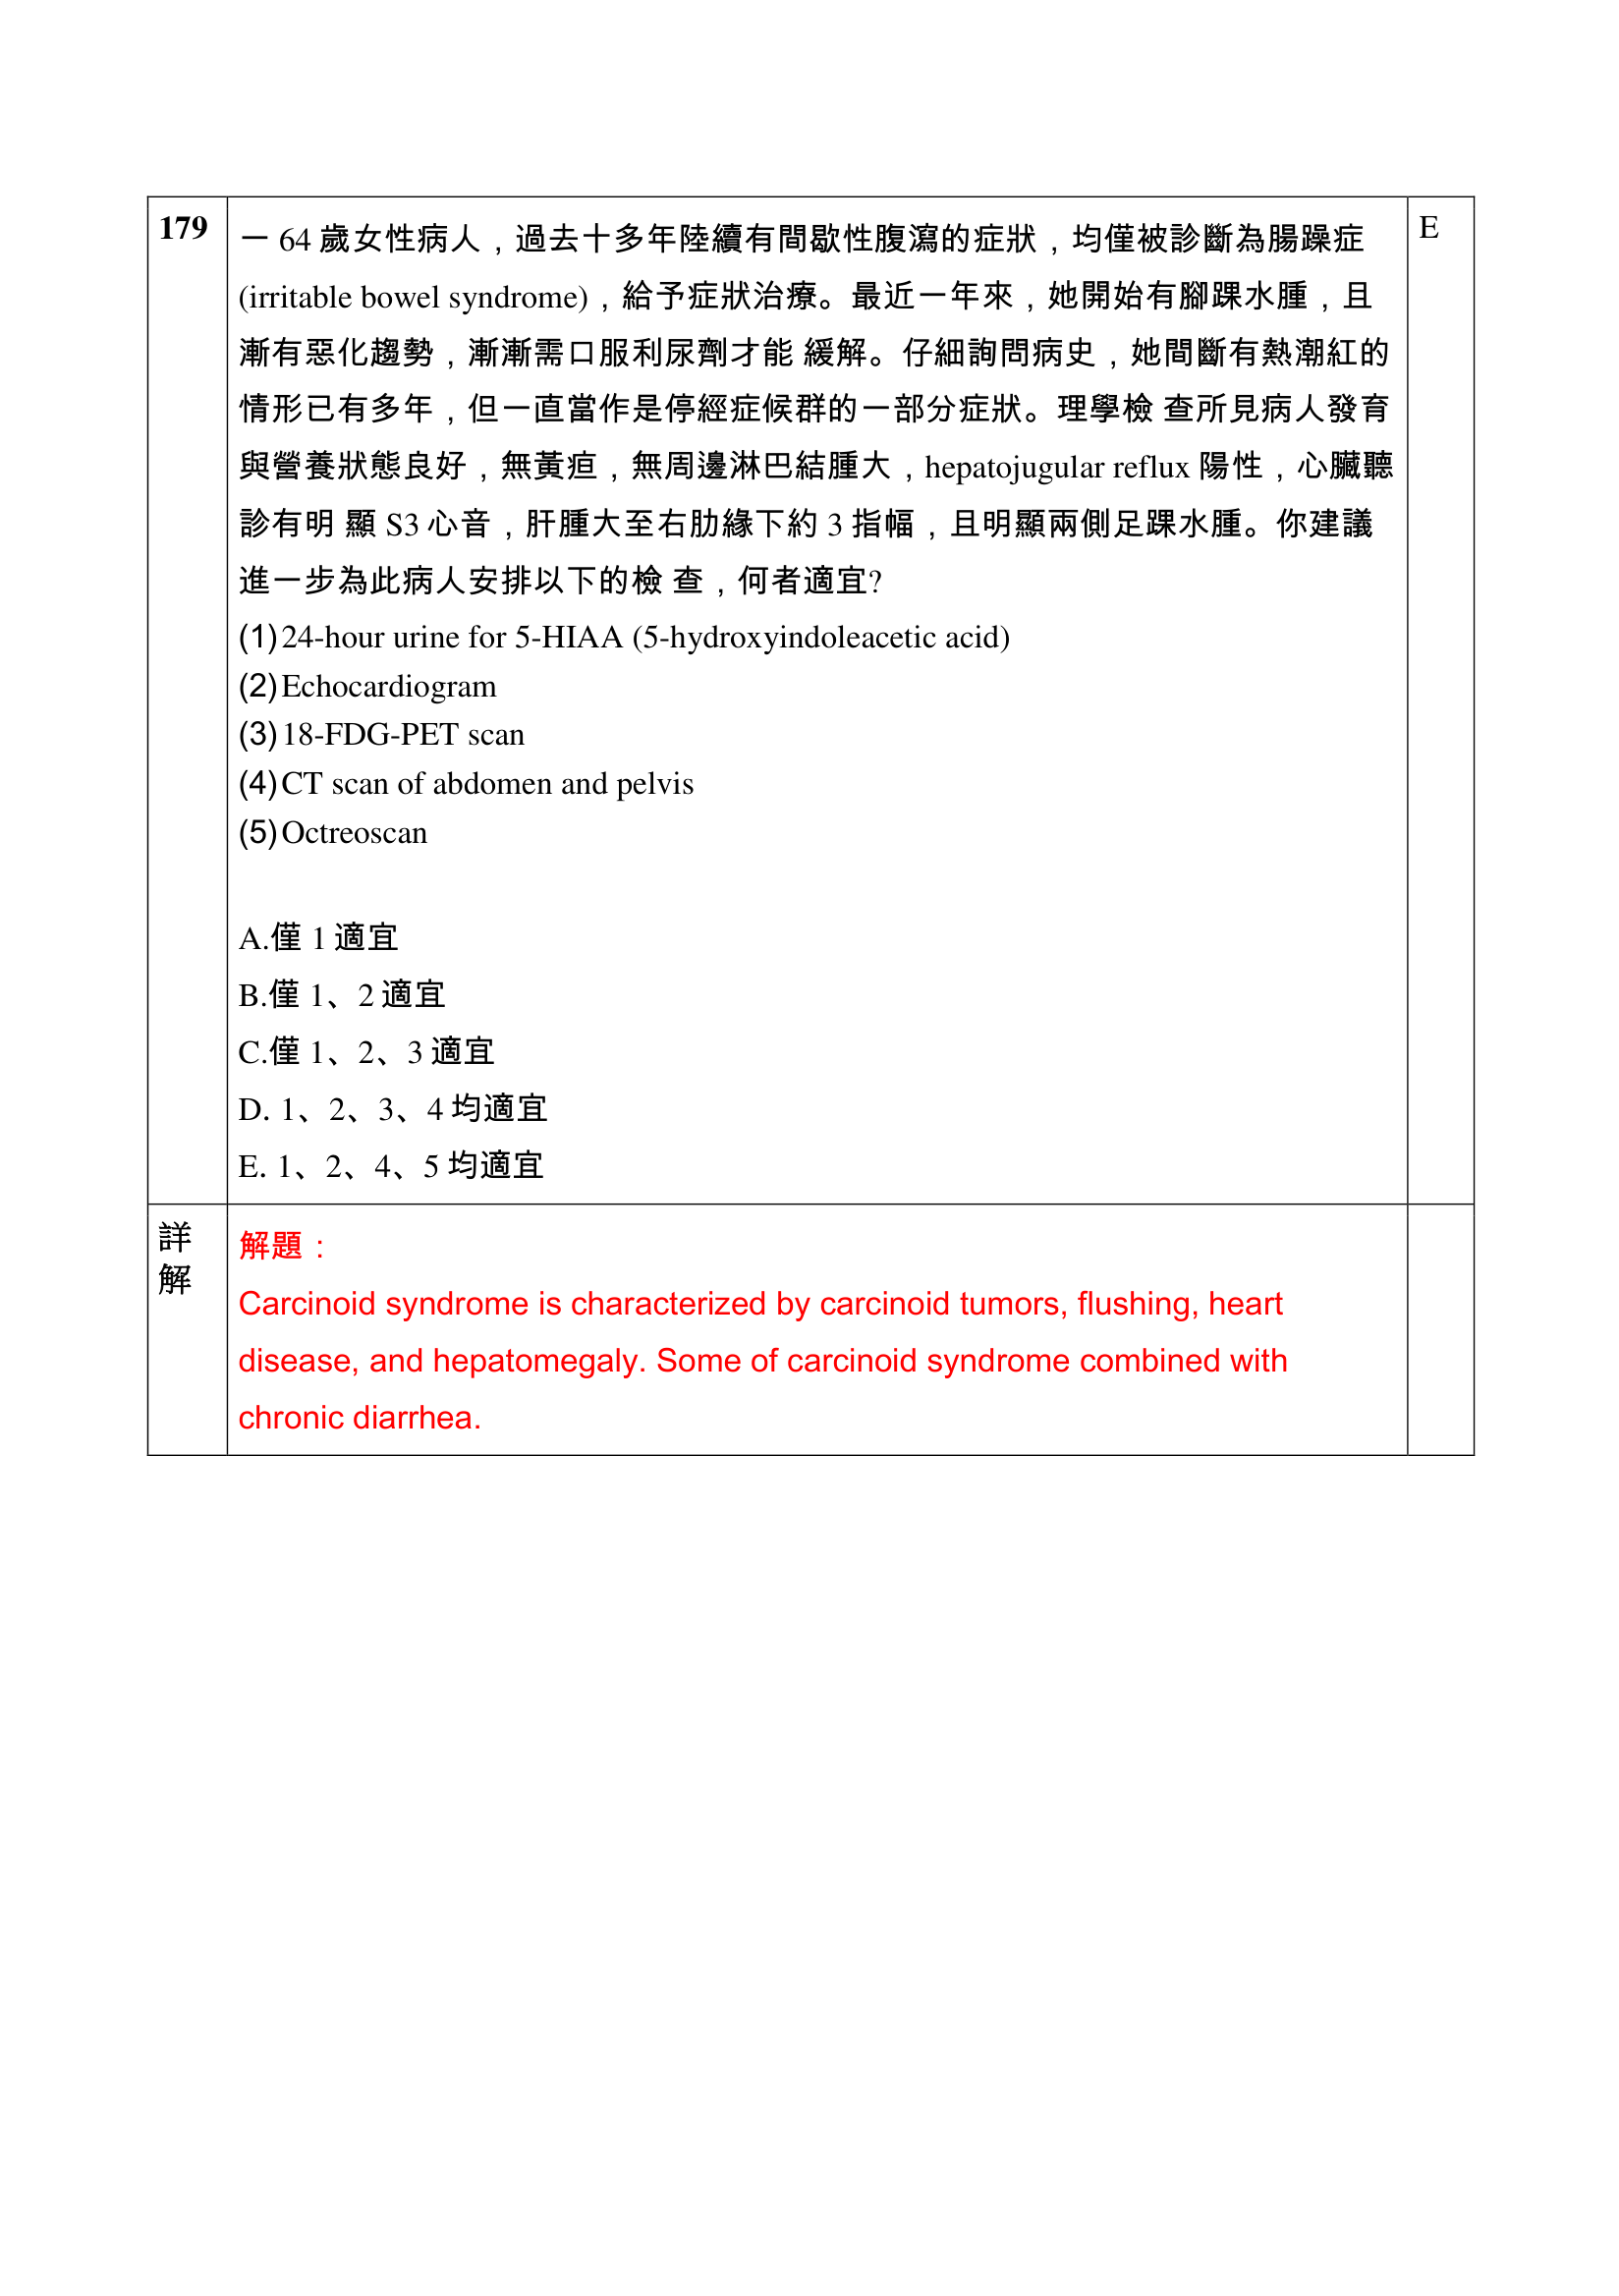 179
一 64 歲女性病人，過去十多年陸續有間歇性腹瀉的症狀，均僅被診斷為腸躁症
(irritable bowel syndrome)，給予症狀治療。最近一年來，她開始有腳踝水腫，且
漸有惡化趨勢，漸漸需口服利尿劑才能 緩解。仔細詢問病史，她間斷有熱潮紅的
情形已有多年，但一直當作是停經症候群的一部分症狀。理學檢 查所見病人發育
與營養狀態良好，無黃疸，無周邊淋巴結腫大，hepatojugular reflux 陽性，心臟聽
診有明 顯 S3 心音，肝腫大至右肋緣下約 3 指幅，且明顯兩側足踝水腫。你建議
進一步為此病人安排以下的檢 查，何者適宜?
(1)24-hour urine for 5-HIAA (5-hydroxyindoleacetic acid)
(2)Echocardiogram
(3)18-FDG-PET scan
(4)CT scan of abdomen and pelvis
(5)Octreoscan
A.僅 1 適宜
B.僅 1、2 適宜
C.僅 1、2、3 適宜
D. 1、2、3、4 均適宜
E. 1、2、4、5 均適宜
E
詳
解
解題：
Carcinoid syndrome is characterized by carcinoid tumors, flushing, heart
disease, and hepatomegaly. Some of carcinoid syndrome combined with
chronic diarrhea.